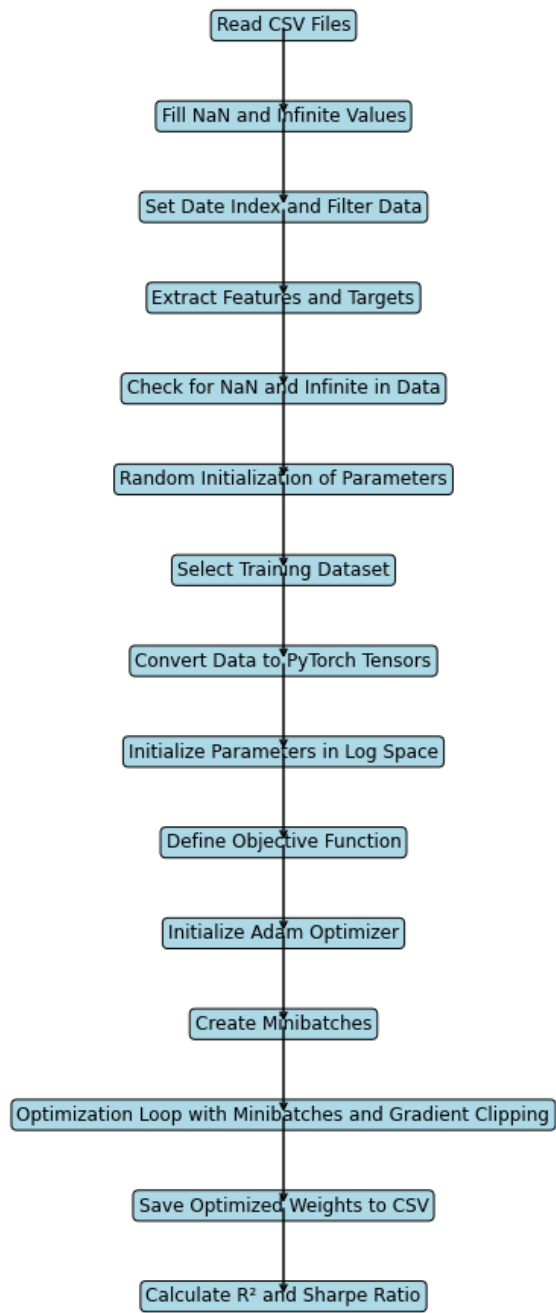 Read CSV Files
Fill NaN and Infinite Values
Set Date Index and Filter Data
Extract Features and Targets
Check for NaN and Infinite in Data
Random Initialization of Parameters
Select Training Dataset
Convert Data to PyTorch Tensors
Initialize Parameters in Log Space
Define Objective Function
Initialize Adam Optimizer
Create Minibatches
Optimization Loop with Minibatches and Gradient Clipping
Save Optimized Weights to CSV
Calculate R² and Sharpe Ratio